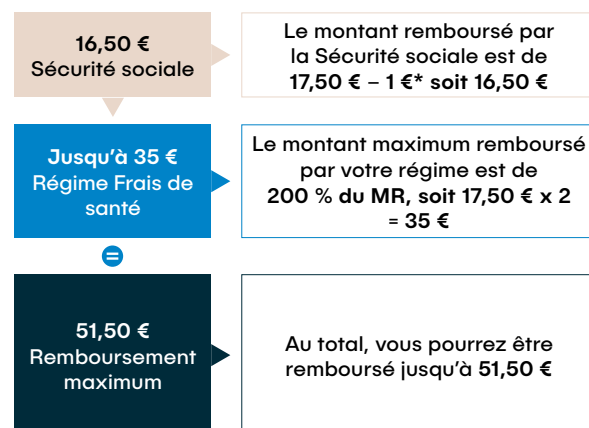 16,50 €
Sécurité sociale
Le montant remboursé par
la Sécurité sociale est de
17,50 € – 1 €* soit 16,50 €
Jusqu’à 35 €
Régime Frais de
santé
Le montant maximum remboursé
par votre régime est de
200 % du MR, soit 17,50 € x 2
= 35 €
=
51,50 €
Remboursement
maximum
Au total, vous pourrez être
remboursé jusqu’à 51,50 €